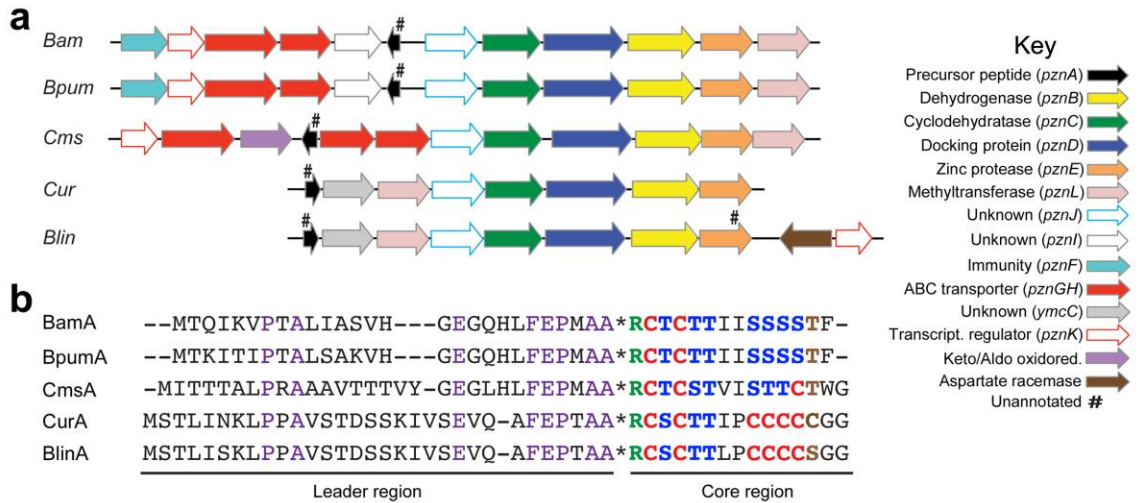 a
#
Bam
#
Bpum
#
Cms
#
Cur
#
#
Blin
Key
Precursor peptide (pznA)
Dehydrogenase (pznB)
Cyclodehydratase (pznC)
Docking protein (pznD)
Zinc protease (pznE)
Methyltransferase (pznL)
Unknown (pznJ)
Unknown (pznI)
Immunity (pznF)
ABC transporter (pznGH)
Unknown (ymcC)
Transcript. regulator (pznK)
Keto/Aldo oxidored.
Aspartate racemase
Unannotated #
b
BamA --MTQIKVPTALIASVH---GEGQHLFEPMAA*RCTCTTIISSSSTF-
BpumA --MTKITIPTALSAKVH---GEGQHLFEPMAA*RCTCTTIISSSSTF-
CmsA --MITTTALPRAAAVTTTVY-GEGLHLFEPMAA*RCTCSTVISTTCTWG
CurA MSTLINKLPPAVSTDSSKIVSEVQ-AFEPTAA*RCSCTTIPCCCCCGG
BlinA MSTLISKLPPAVSTDSSKIVSEVQ-AFEPTAA*RCSCTTLPCCCCSGG
Leader region
Core region